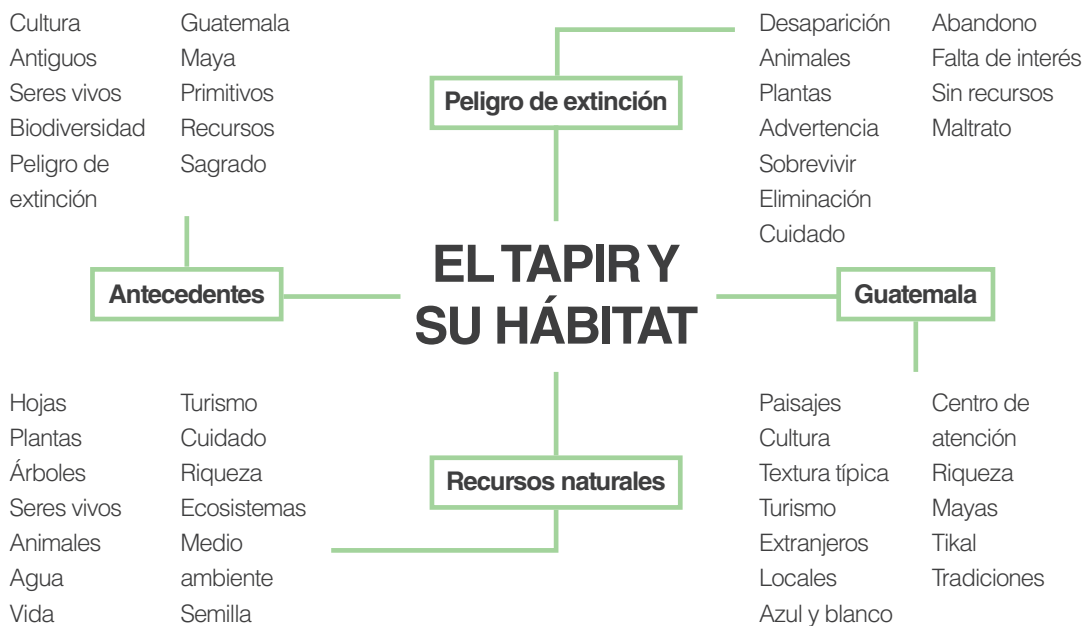 Cultura
Antiguos
Seres vivos
Biodiversidad
Peligro de
extinción
Guatemala
Maya
Primitivos
Recursos
Sagrado
Peligro de extinción
Desaparición
Animales
Plantas
Advertencia
Sobrevivir
Eliminación
Cuidado
Abandono
Falta de interés
Sin recursos
Maltrato
Antecedentes
EL TAPIR Y
SU HÁBITAT
Guatemala
Hojas
Plantas
Árboles
Seres vivos
Animales
Agua
Vida
Turismo
Cuidado
Riqueza
Ecosistemas
Medio
ambiente
Semilla
Recursos naturales
Paisajes
Cultura
Textura típica
Turismo
Extranjeros
Locales
Azul y blanco
Centro de
atención
Riqueza
Mayas
Tikal
Tradiciones